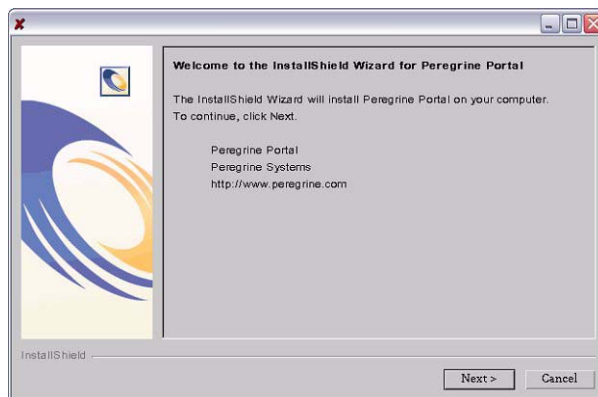 Welcome to the InstallShield Wizard for Peregrine Portal
The InstallShield Wizard will install Peregrine Portal on your computer.
To continue, click Next.
Peregrine Portal
Peregrine Systems
http://www.peregrine.com
InstallShield
Next >
Cancel